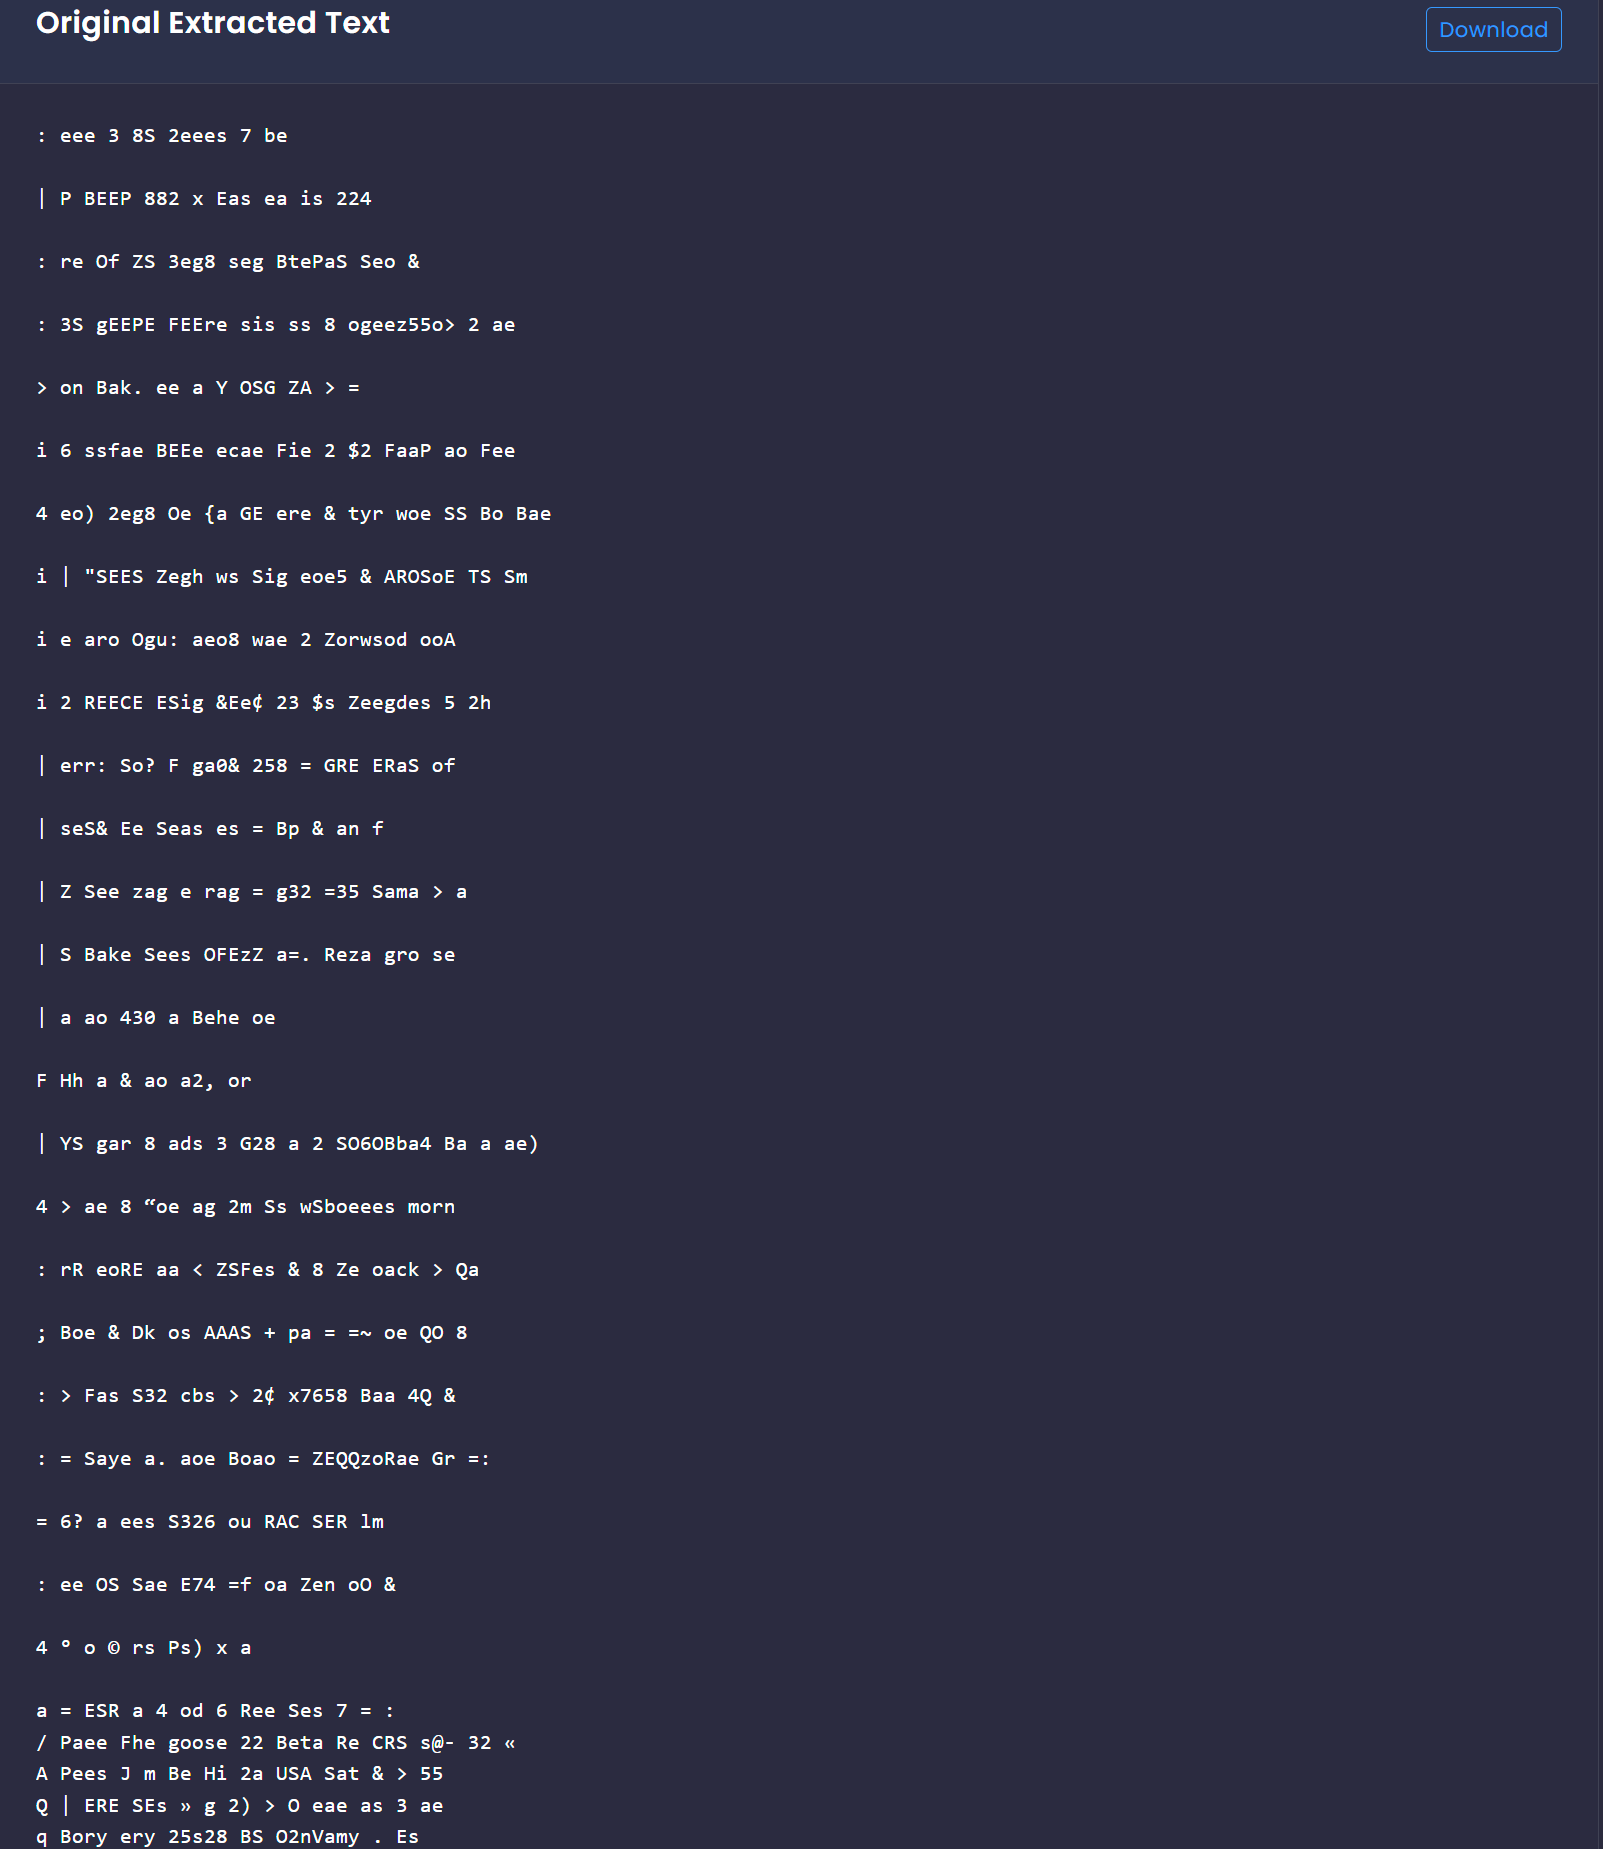 Original Extracted Text
Download
: eee 3 8S 2eees 7 be
| P BEEP 882 x Eas ea is 224
: re Of ZS 3eg8 seg BtePaS Seo &
: 3S gEEPE FEEre sis ss 8 ogeez55o> 2 ae
> on Bak. ee a Y OSG ZA > =
i 6 ssfae BEEe ecae Fie 2 $2 FaaP ao Fee
4 eo) 2eg8 Oe {a GE ere & tyr woe SS Bo Bae
i | "SEES Zegh ws Sig eoe5 & AROSoE TS Sm
i e aro Ogu: aeo8 wae 2 Zorwsod ooA
i 2 REECE ESig &Ee¢ 23 $s Zeegdes 5 2h
| err: So? F ga0& 258 = GRE ERaS of
| seS& Ee Seas es = Bp & an f
| Z See zag e rag = g32 =35 Sama > a
| S Bake Sees OFEzZ a=. Reza gro se
| a ao 430 a Behe oe
F Hh a & ao a2, or
| YS gar 8 ads 3 G28 a 2 SO6OBba4 Ba a ae)
4 > ae 8 “oe ag 2m Ss wSboeees morn
: rR eoRE aa < ZSFes & 8 Ze oack > Qa
; Boe & Dk os AAAS + pa = =~ oe QO 8
: > Fas S32 cbs > 2¢ x7658 Baa 4Q &
: = Saye a. aoe Boao = ZEQQzoRae Gr =:
= 6? a ees S326 ou RAC SER lm
: ee OS Sae E74 =f oa Zen oO &
4 ° o © rs Ps) x a
a = ESR a 4 od 6 Ree Ses 7 = :
/ Paee Fhe goose 22 Beta Re CRS s@- 32 «
A Pees J m Be Hi 2a USA Sat & > 55
Q | ERE SEs » g 2) > O eae as 3 ae
q Bory ery 25s28 BS O2nVamy . Es